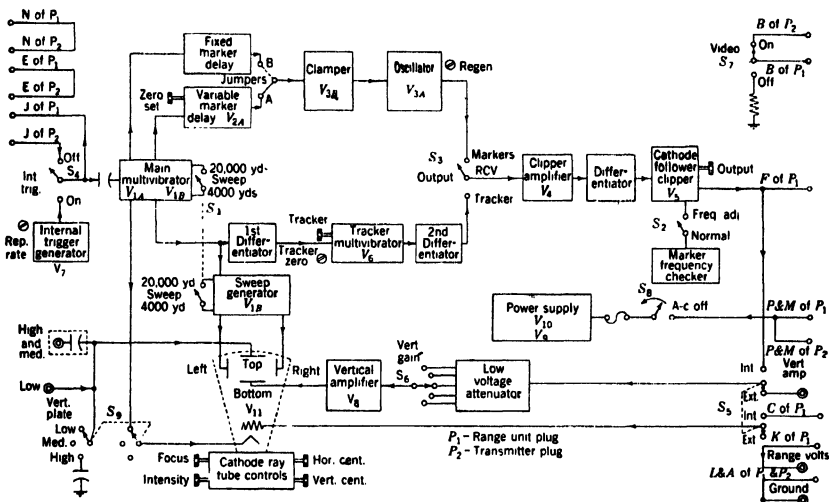 N of P1
N of P2
E of P1
E of P2
J of P1
J of P2
Off
S4
Int
trig.
On
Rep.
rate
Internal
trigger
generator
V7
Fixed
marker
delay
B
Jumpers
A
Zero
set
Variable
marker
delay V2A
Clamper
V3B
Oscillator
V3A
Regen
Main
multivibrator
V1A V1B
20,000 yd
Sweep
4000 yds
S1
S3
Markers
RCV
Output
Tracker
Clipper
amplifier
V4
Differ-
entiator
Cathode
follower
clipper
V5
Output
F of P1
Video
S7
On
Off
B of P2
B of P1
1st
Differ-
entiator
Tracker
Tracker
zero
Tracker
multivibrator
V6
2nd
Differ-
entiator
S2
Freq adj
Normal
Marker
frequency
checker
20,000 yd
Sweep
4000 yd
Sweep
generator
V1B
Power supply
V10
V9
S8
A-c off
P&M of P1
P&M of P2
High
and
med.
Low
Vert.
plate
S9
Low
Med.
High
Left
Top
Right
Bottom
V11
Vertical
amplifier
V8
Vert
gain
S6
Low
voltage
attenuator
Int
Vert
amp
Ext.
S5
Int
C of P1
Ext
K of P1
Range volts
L&A of P1 & P2
Ground
P1 - Range unit plug
P2 - Transmitter plug
Focus
Intensity
Cathode ray
tube controls
Hor. cent.
Vert. cent.